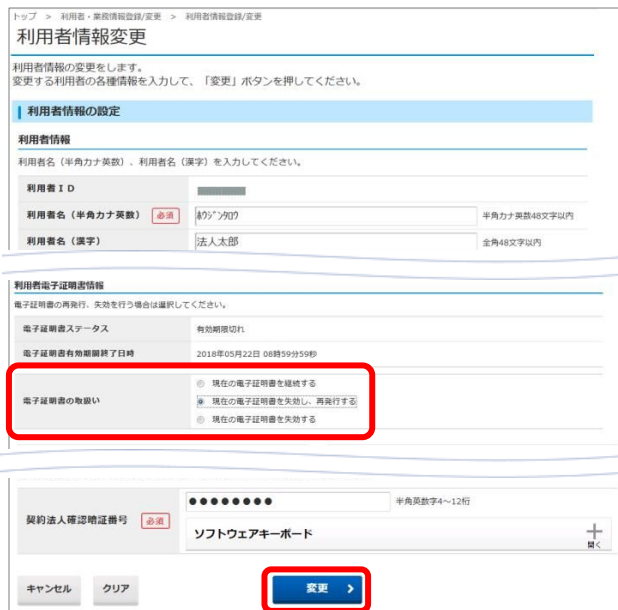 トップ > 利用者・業務情報登録/変更 > 利用者情報登録/変更
利用者情報変更
利用者情報の変更をします。
変更する利用者の各種情報を入力して、「変更」ボタンを押してください。
利用者情報の設定
利用者情報
利用者名(半角カナ英数)、利用者名(漢字)を入力してください。
利用者ID
利用者名(半角カナ英数) 必須 ホウジンタロウ 半角カナ英数48文字以内
利用者名(漢字) 法人太郎 全角48文字以内
利用者電子証明書情報
電子証明書の再発行、失効を行う場合は選択してください。
電子証明書ステータス 有効期限切れ
電子証明書有効期間終了日時 2018年05月22日 08時59分59秒
現在の電子証明書を継続する
電子証明書の取扱い 現在の電子証明書を失効し、再発行する
現在の電子証明書を失効する
契約法人確認暗証番号 必須 ●●●●●●●● 半角英数字4~12桁
ソフトウェアキーボード 開く
キャンセル クリア 変更